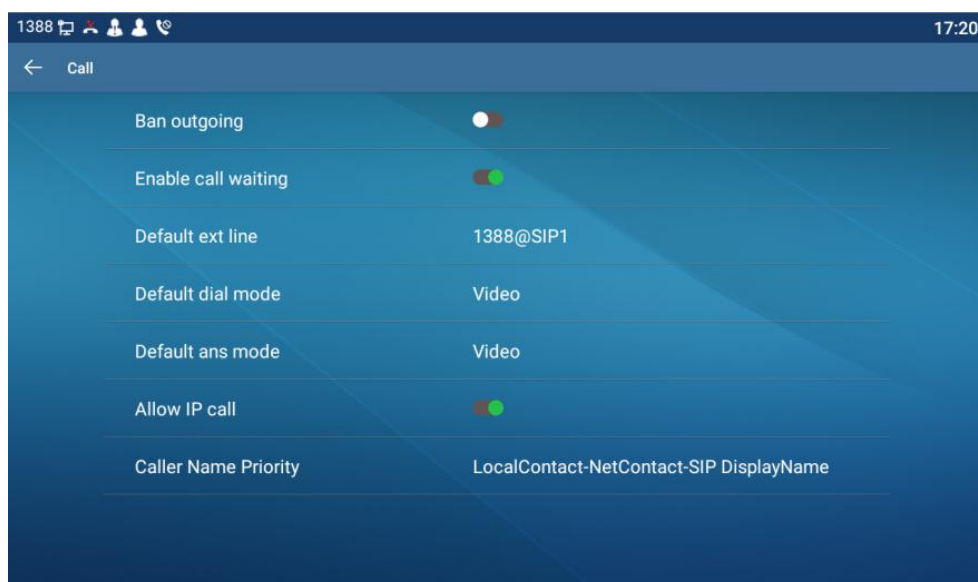 1388 17:20
Call
Ban outgoing
Enable call waiting
Default ext line 1388@SIP1
Default dial mode Video
Default ans mode Video
Allow IP call
Caller Name Priority LocalContact-NetContact-SIP DisplayName